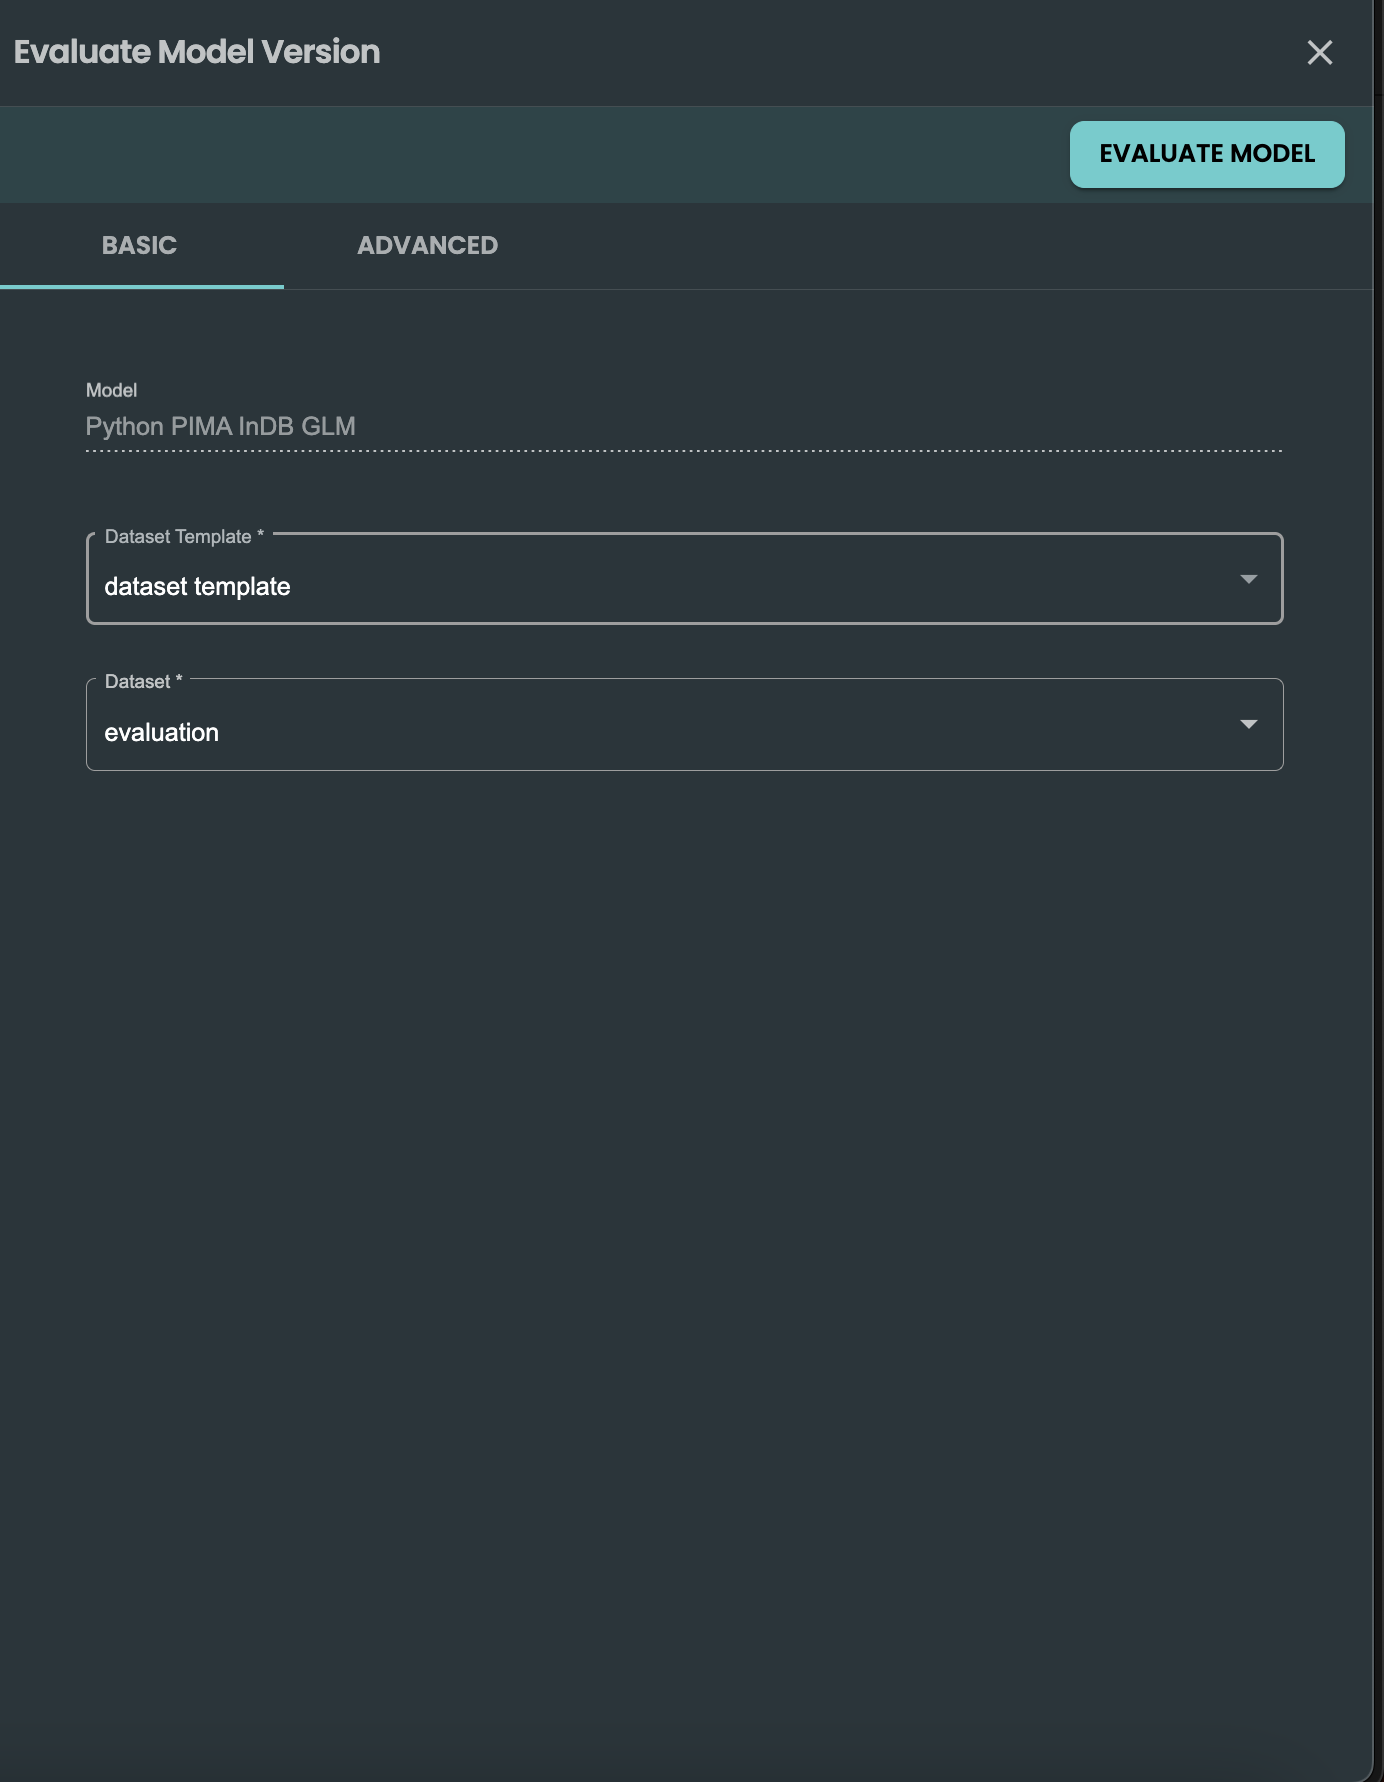 Evaluate Model Version
EVALUATE MODEL
BASIC
ADVANCED
Model
Python PIMA InDB GLM
Dataset Template *
dataset template
Dataset *
evaluation